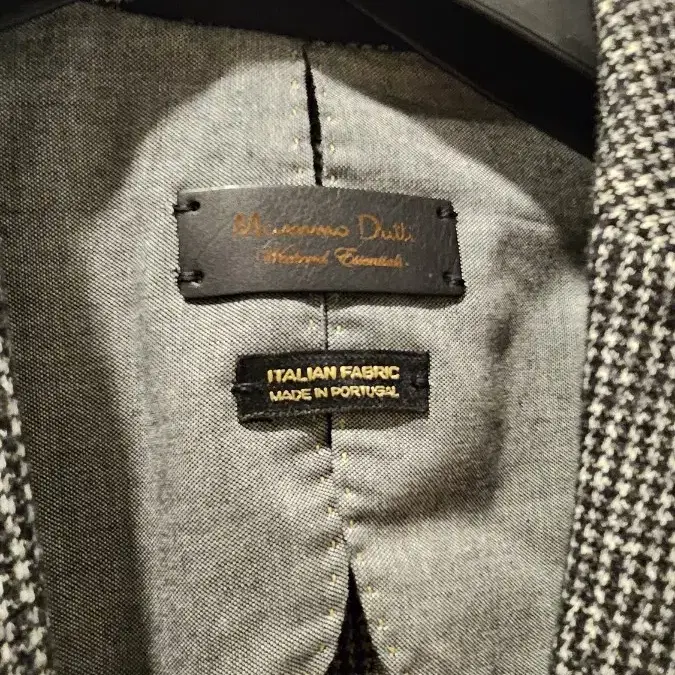 Massimo Dutti
Weekend Essentials
ITALIAN FABRIC
MADE IN PORTUGAL